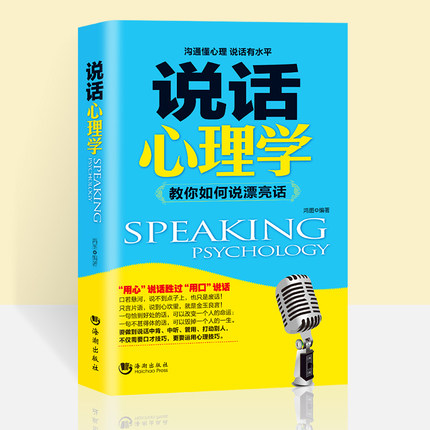 沟通懂心理 说话有水平
说话
心理学
教你如何说漂亮话
鸿图●编著
SPEAKING
PSYCHOLOGY
“用心”说话胜过“用口”说话
口若悬河，说不到点子上，也只是废话！
只言片语，说到心坎里，就是金玉良言！
一句恰到好处的话，可以改变一个人的命运；
一句不得体的话，可以毁掉一个人的一生。
要做到说话中肯、中听、管用、打动别人，
不仅需要口才技巧，更要运用心理技巧。
海潮出版社
Haichao Press
说话
心理学
SPEAKING
PSYCHOLOGY
海潮出版社